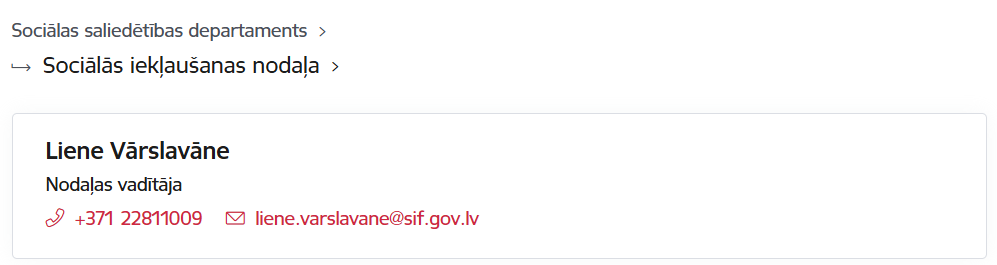 Sociālas saliedētības departaments
Sociālās iekļaušanas nodaļa
Liene Vārslavāne
Nodaļas vadītāja
+371 22811009 liene.varslavane@sif.gov.lv